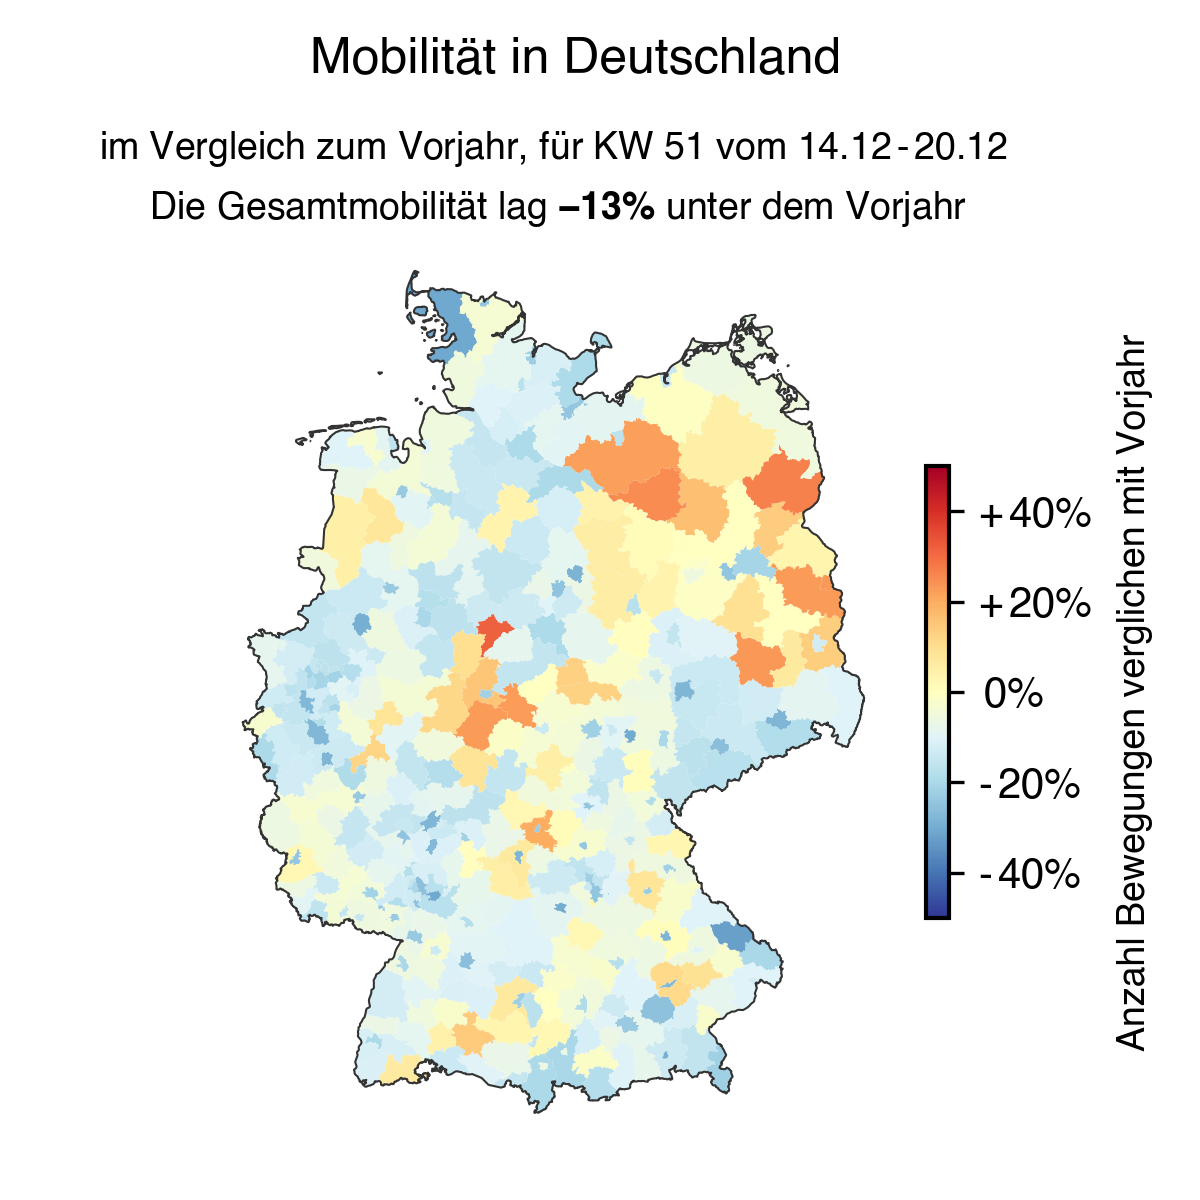 Mobilität in Deutschland
im Vergleich zum Vorjahr, für KW 51 vom 14.12-20.12
Die Gesamtmobilität lag –13% unter dem Vorjahr
+40%
+20%
0%
-20%
-40%
Anzahl Bewegungen verglichen mit Vorjahr